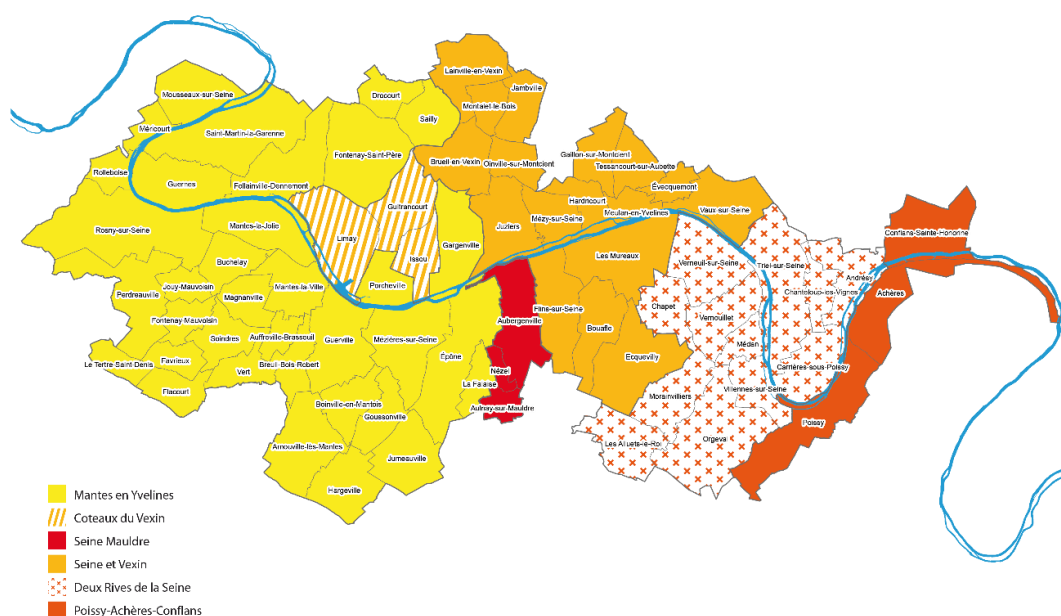 Lainville-en-Vexin
Jambville
Mousseaux-sur-Seine
Drocourt
Montalet-le-Bois
Sailly
Méricourt
Saint-Martin-la-Garenne
Fontenay-Saint-Père
Brueil-en-Vexin
Oinville-sur-Montcient
Gaillon-sur-Montcient
Tessancourt-sur-Aubette
Rolleboise
Guernes
Follainville-Dennemont
Évecquemont
Guitrancourt
Hardricourt
Vaux sur Seine
Meulan-en-Yvelines
Mézy-sur-Seine
Juziers
Rosny-sur-Seine
Mantes-la-Jolie
Limay
Conflans-Sainte-Honorine
Gargenville
Issou
Les Mureaux
Verneuil-sur-Seine
Triel-sur-Seine
Buchelay
Andrésy
Porcheville
Jouy-Mauvoisin
Mantes-la-Ville
Chanteloup-les-Vignes
Achères
Perdreauville
Magnanville
Chapet
Flins-sur-Seine
Fontenay-Mauvoisin
Aubergenville
Vernouillet
Bouafle
Soindres
Auffreville-Brasseuil
Guerville
Mézières-sur-Seine
Médan
Épône
Ecquevilly
Le Tertre Saint-Denis
Favrieux
Vert
Breuil-Bois-Robert
Nézel
Carrières-sous-Poissy
La Falaise
Flacourt
Villennes-sur-Seine
Morainvilliers
Boinville-en-Mantois
Aulnay-sur-Mauldre
Goussonville
Poissy
Orgeval
Les Alluets-le-Roi
Arnouville-lès-Mantes
Jumeauville
Hargeville
Mantes en Yvelines
Coteaux du Vexin
Seine Mauldre
Seine et Vexin
Deux Rives de la Seine
Poissy-Achères-Conflans